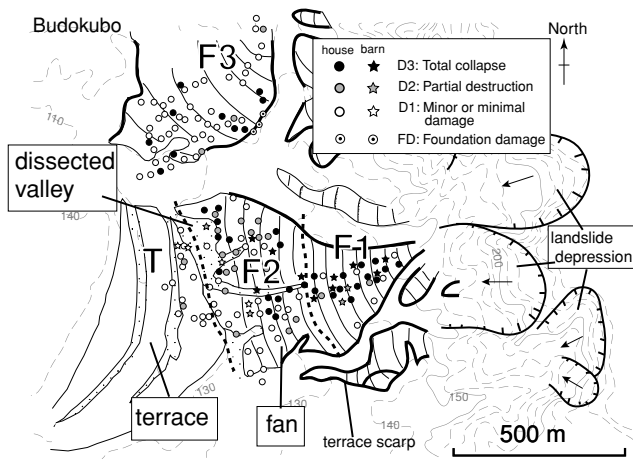 Budokubo
North
F3
house barn
D3: Total collapse
D2: Partial destruction
D1: Minor or minimal
damage
FD: Foundation damage
110
dissected
valley
140
T
F2
F1
200
landslide
depression
terrace
130
fan
130
terrace scarp
140
150
500 m